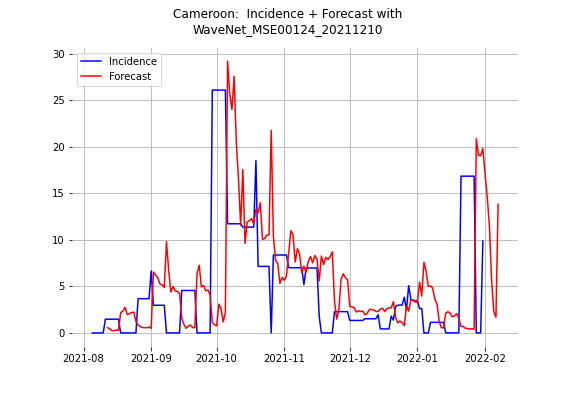 Cameroon:  Incidence + Forecast with
WaveNet_MSE00124_20211210
Incidence
Forecast
30
25
20
15
10
5
0
2021-08 2021-09 2021-10 2021-11 2021-12 2022-01 2022-02